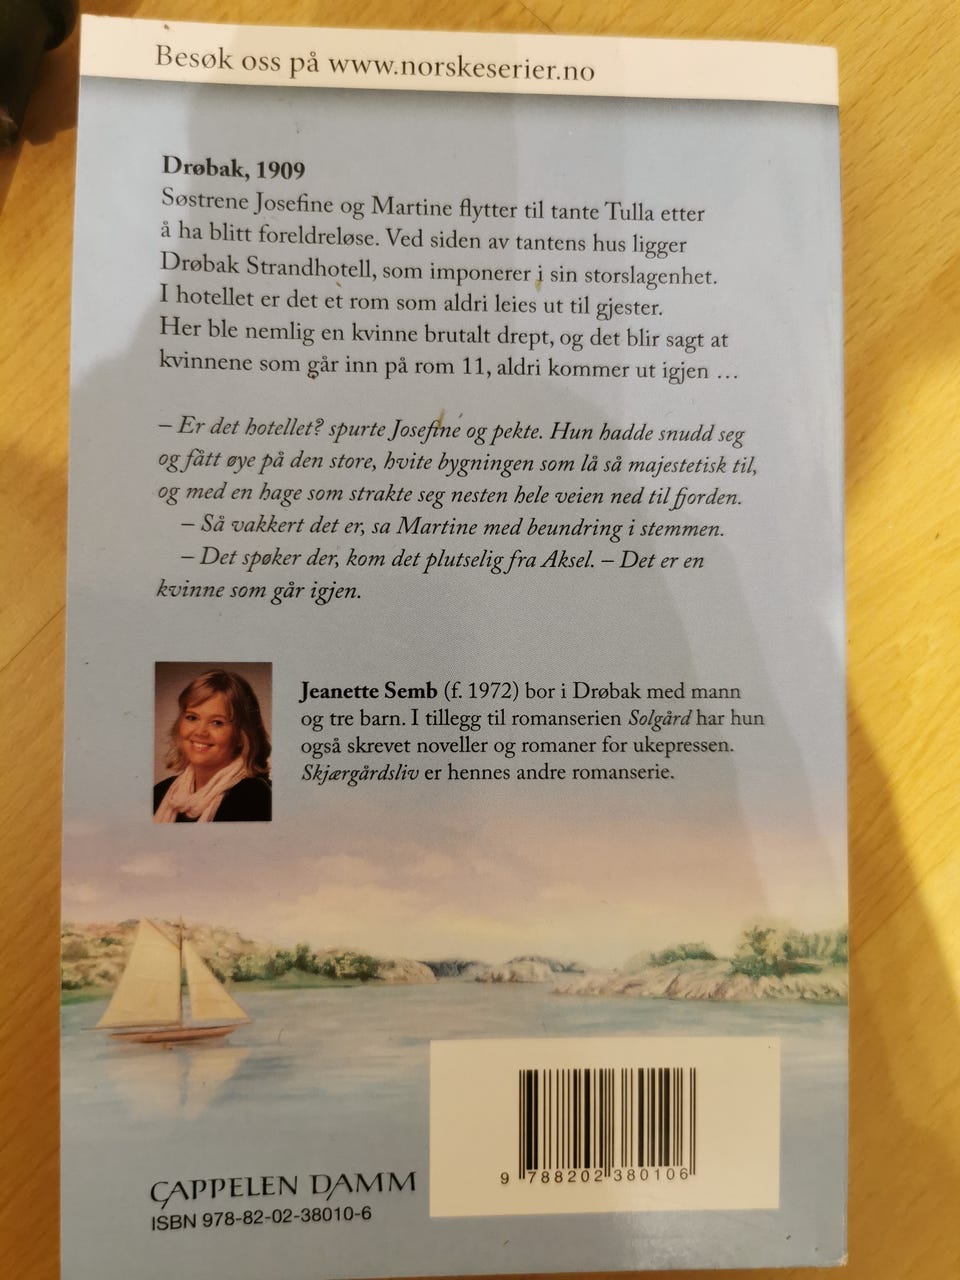 Besøk oss på www.norskeserier.no
Drøbak, 1909
Søstrene Josefine og Martine flytter til tante Tulla etter
å ha blitt foreldreløse. Ved siden av tantens hus ligger
Drøbak Strandhotell, som imponerer i sin storslagenhet.
I hotellet er det et rom som aldri leies ut til gjester.
Her ble nemlig en kvinne brutalt drept, og det blir sagt at
kvinnene som går inn på rom 11, aldri kommer ut igjen …
– Er det hotellet? spurte Josefine og pekte. Hun hadde snudd seg
og fått øye på den store, hvite bygningen som lå så majestetisk til,
og med en hage som strakte seg nesten hele veien ned til fjorden.
– Så vakkert det er, sa Martine med beundring i stemmen.
– Det spøker der, kom det plutselig fra Aksel. – Det er en
kvinne som går igjen.
Jeanette Semb (f. 1972) bor i Drøbak med mann
og tre barn. I tillegg til romanserien Solgård har hun
også skrevet noveller og romaner for ukepressen.
Skjærgårdsliv er hennes andre romanserie.
9 788202 380106
CAPPELEN DAMM
ISBN 978-82-02-38010-6